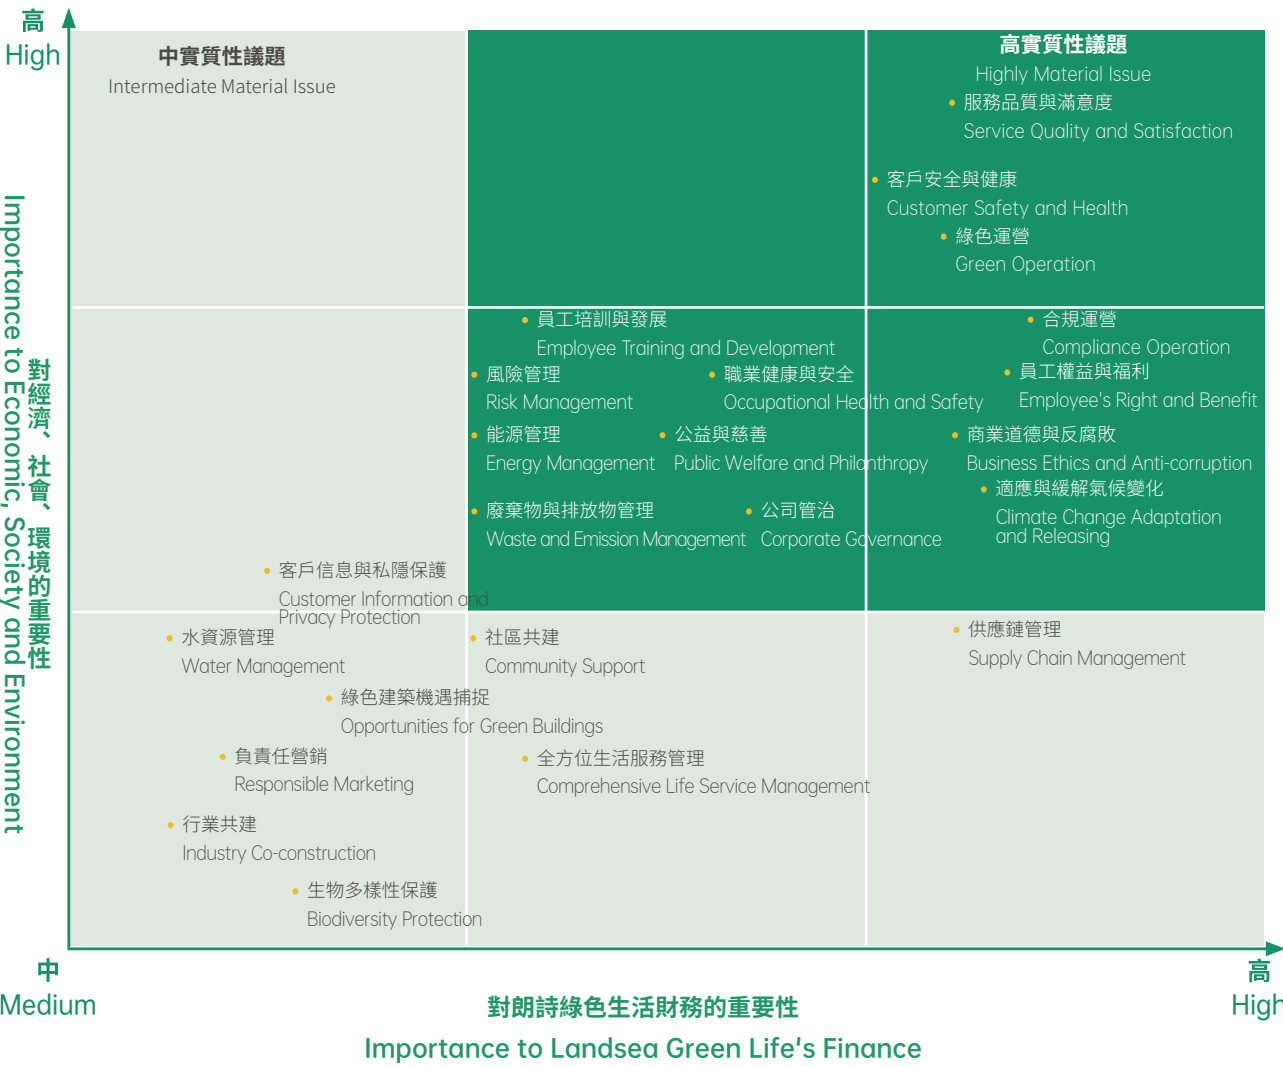 高
High
中實質性議題
Intermediate Material Issue
高實質性議題
Highly Material Issue
服務品質與滿意度
Service Quality and Satisfaction
客戶安全與健康
Customer Safety and Health
綠色運營
Green Operation
員工培訓與發展
Employee Training and Development
合規運營
Compliance Operation
風險管理
Risk Management
職業健康與安全
Occupational Health and Safety
員工權益與福利
Employee's Right and Benefit
能源管理
Energy Management
公益與慈善
Public Welfare and Philanthropy
商業道德與反腐敗
Business Ethics and Anti-corruption
適應與緩解氣候變化
Climate Change Adaptation
and Releasing
廢棄物與排放物管理
Waste and Emission Management
公司管治
Corporate Governance
客戶信息與私隱保護
Customer Information and
Privacy Protection
水資源管理
Water Management
社區共建
Community Support
供應鏈管理
Supply Chain Management
綠色建築機遇捕捉
Opportunities for Green Buildings
負責任營銷
Responsible Marketing
全方位生活服務管理
Comprehensive Life Service Management
行業共建
Industry Co-construction
生物多樣性保護
Biodiversity Protection
對經濟、社會、環境的重要性
Importance to Economic, Society and Environment
中
Medium
高
High
對朗詩綠色生活財務的重要性
Importance to Landsea Green Life's Finance